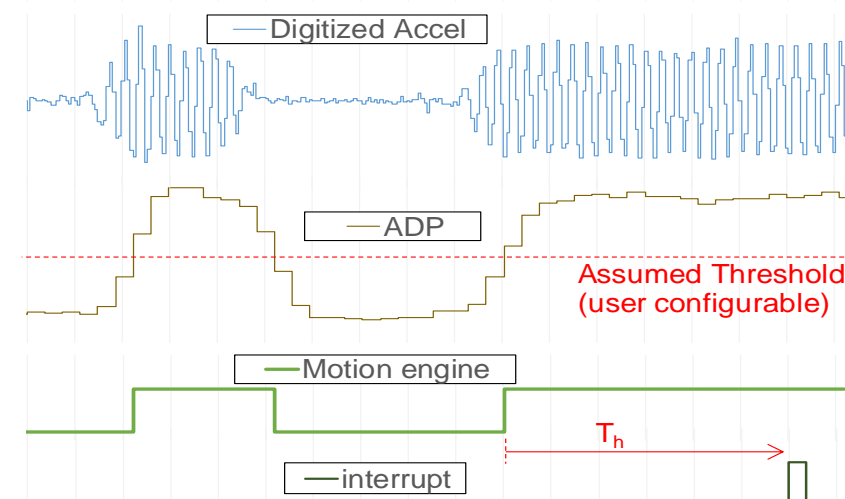 Digitized Accel
ADP
Assumed Threshold
(user configurable)
Motion engine
Th
interrupt